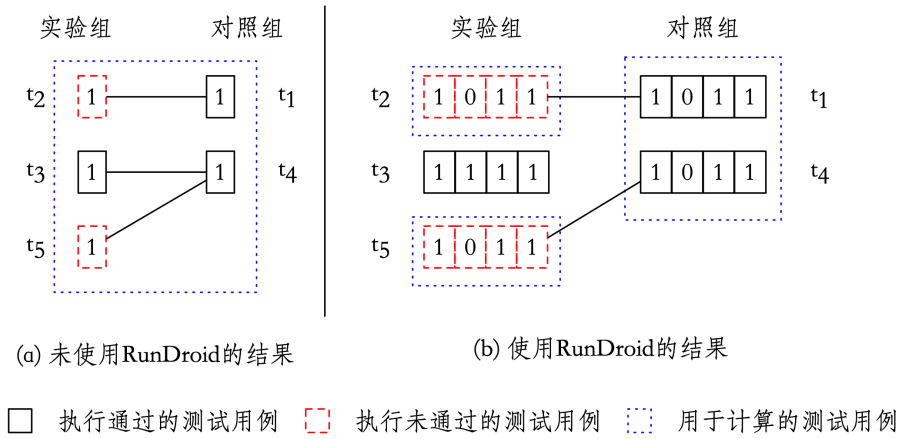 实验组 对照组 实验组 对照组
t2 1 1 t1 t2 1 0 1 1 1 0 1 1 t1
t3 1 1 t4 t3 1 1 1 1 1 0 1 1 t4
t5 1 t5 1 0 1 1
(a) 未使用RunDroid的结果 (b) 使用RunDroid的结果
执行通过的测试用例 执行未通过的测试用例 用于计算的测试用例